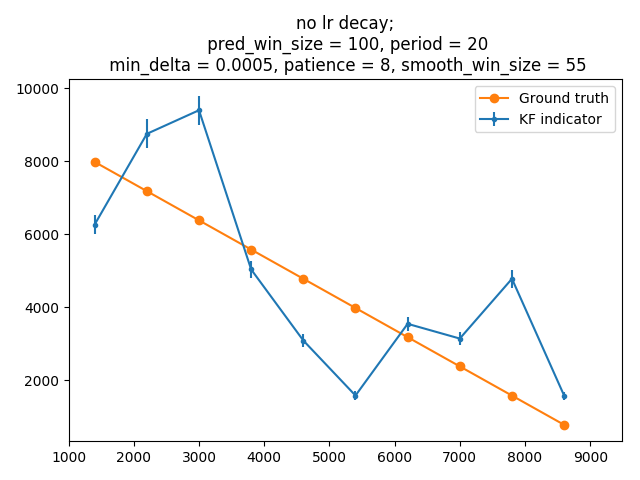 no lr decay;
pred_win_size = 100, period = 20
min_delta = 0.0005, patience = 8, smooth_win_size = 55
10000
8000
6000
4000
2000
Ground truth
KF indicator
1000 2000 3000 4000 5000 6000 7000 8000 9000